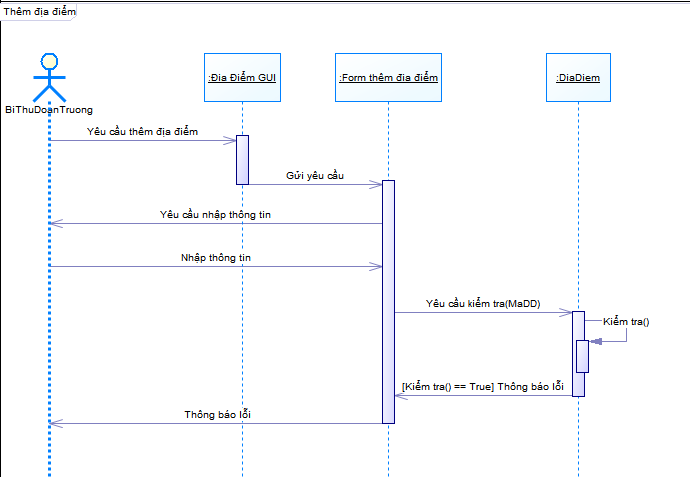 Thêm địa điểm
:Địa Điểm GUI
:Form thêm địa điểm
:DiaDiem
BiThuDoanTruong
Yêu cầu thêm địa điểm
Gửi yêu cầu
Yêu cầu nhập thông tin
Nhập thông tin
Yêu cầu kiểm tra(MaDD)
Kiểm tra()
[Kiểm tra() == True] Thông báo lỗi
Thông báo lỗi